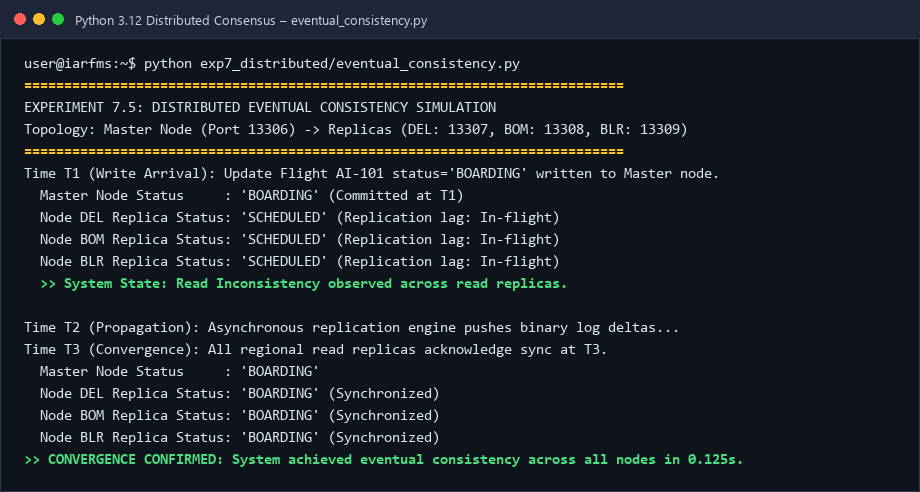 Python 3.12 Distributed Consensus – eventual_consistency.py
user@iarfms:~$ python exp7_distributed/eventual_consistency.py
===========================================================================
EXPERIMENT 7.5: DISTRIBUTED EVENTUAL CONSISTENCY SIMULATION
Topology: Master Node (Port 13306) -> Replicas (DEL: 13307, BOM: 13308, BLR: 13309)
===========================================================================
Time T1 (Write Arrival): Update Flight AI-101 status='BOARDING' written to Master node.
  Master Node Status     : 'BOARDING' (Committed at T1)
  Node DEL Replica Status: 'SCHEDULED' (Replication lag: In-flight)
  Node BOM Replica Status: 'SCHEDULED' (Replication lag: In-flight)
  Node BLR Replica Status: 'SCHEDULED' (Replication lag: In-flight)
  >> System State: Read Inconsistency observed across read replicas.
Time T2 (Propagation): Asynchronous replication engine pushes binary log deltas...
Time T3 (Convergence): All regional read replicas acknowledge sync at T3.
  Master Node Status     : 'BOARDING'
  Node DEL Replica Status: 'BOARDING' (Synchronized)
  Node BOM Replica Status: 'BOARDING' (Synchronized)
  Node BLR Replica Status: 'BOARDING' (Synchronized)
>> CONVERGENCE CONFIRMED: System achieved eventual consistency across all nodes in 0.125s.